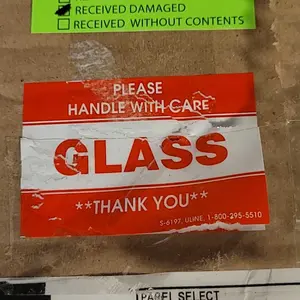 RECEIVED DAMAGED
RECEIVED WITHOUT CONTENTS
PLEASE
HANDLE WITH CARE
GLASS
**THANK YOU**
S-6197, ULINE, 1-800-295-5510
PARCEL SELECT